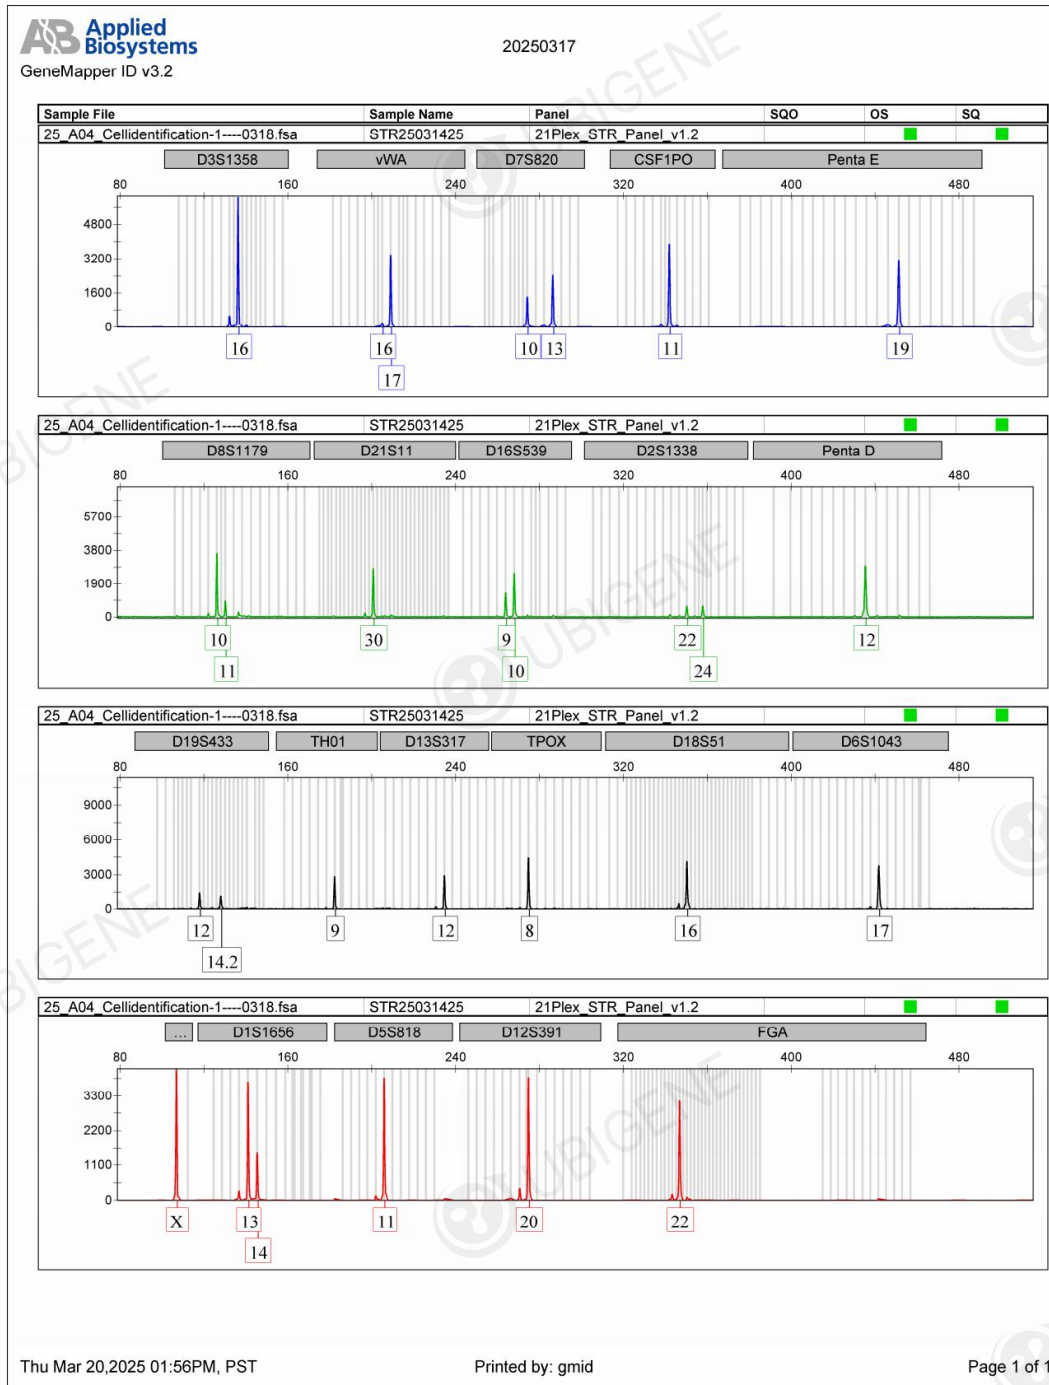 AB Applied
Biosystems
GeneMapper ID v3.2
20250317
Sample File Sample Name Panel SQO OS SQ
25_A04_Cellidentification-1----0318.fsa STR25031425 21Plex_STR_Panel_v1.2
D3S1358 vWA D7S820 CSF1PO Penta E
80 160 240 320 400 480
4800
3200
1600
0
16 16 10 13 11 19
17
25_A04_Cellidentification-1----0318.fsa STR25031425 21Plex_STR_Panel_v1.2
D8S1179 D21S11 D16S539 D2S1338 Penta D
80 160 240 320 400 480
5700
3800
1900
0
10 30 9 22 12
11 10 24
25_A04_Cellidentification-1----0318.fsa STR25031425 21Plex_STR_Panel_v1.2
D19S433 TH01 D13S317 TPOX D18S51 D6S1043
80 160 240 320 400 480
9000
6000
3000
0
12 9 12 8 16 17
14.2
25_A04_Cellidentification-1----0318.fsa STR25031425 21Plex_STR_Panel_v1.2
... D1S1656 D5S818 D12S391 FGA
80 160 240 320 400 480
3300
2200
1100
0
X 13 11 20 22
14
Thu Mar 20,2025 01:56PM, PST Printed by: gmid Page 1 of 1
UBIGENE
UBIGENE
UBIGENE
UBIGENE
UBIGENE